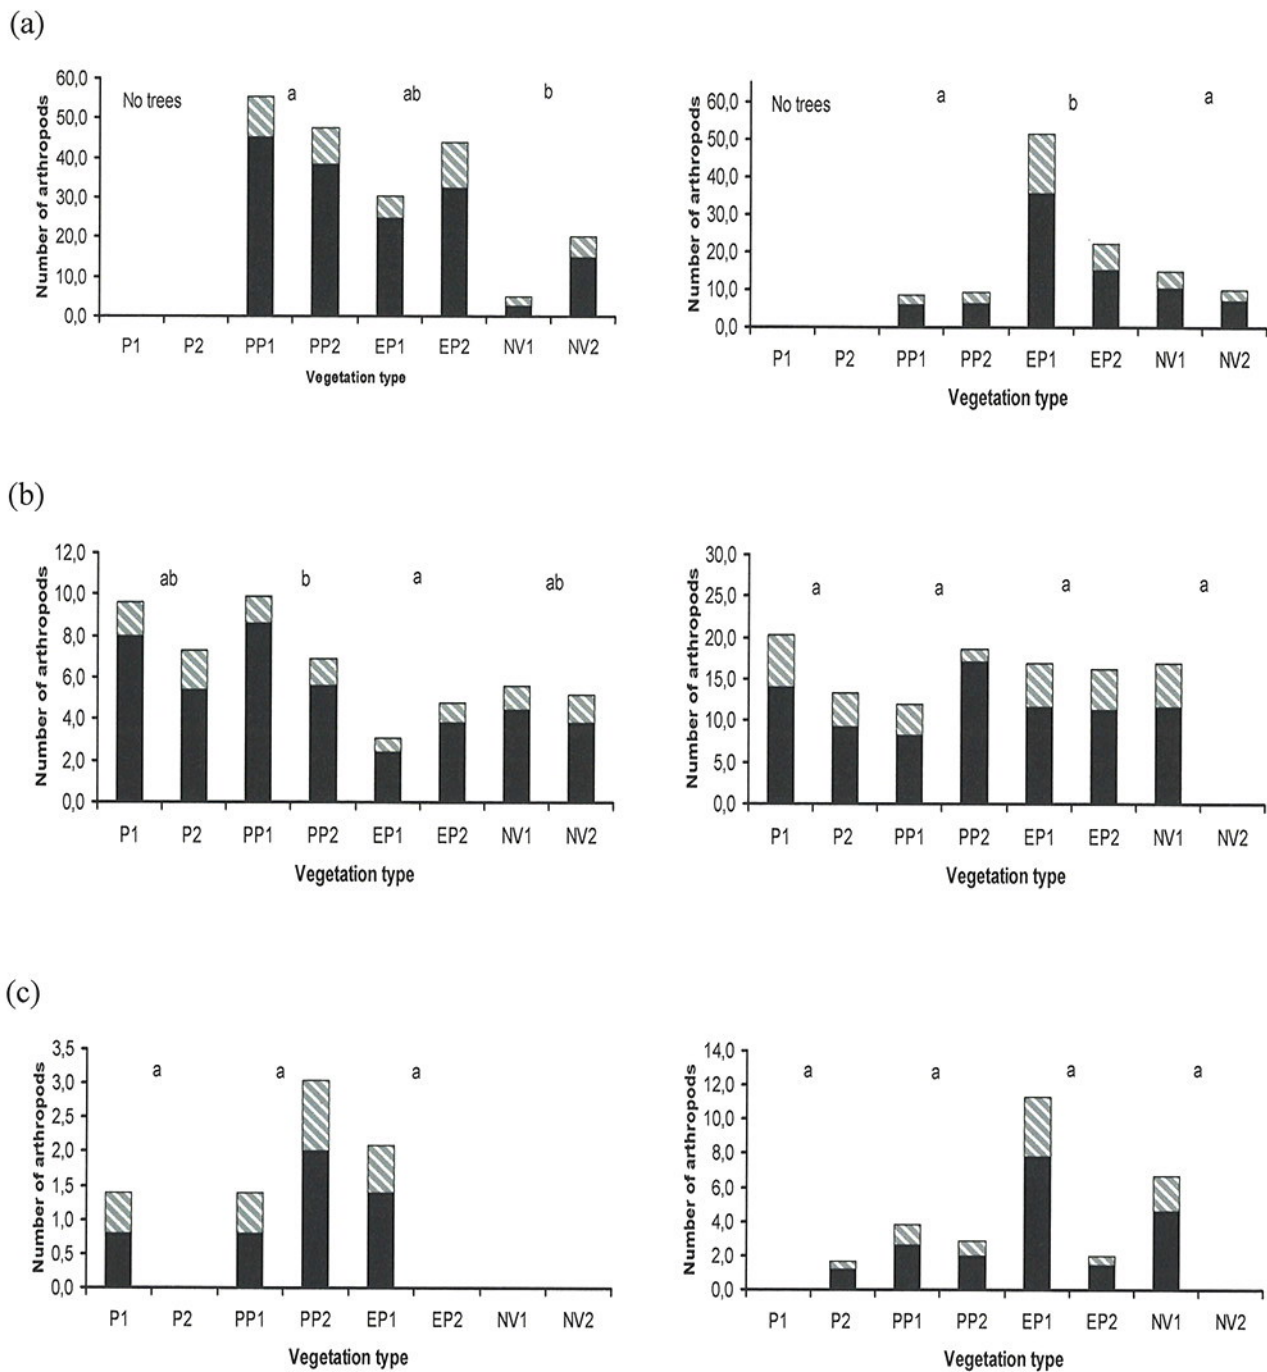 (a)
Number of arthropods
60,0
50,0
40,0
30,0
20,0
10,0
0,0
No trees
a
ab
b
P1 P2 PP1 PP2 EP1 EP2 NV1 NV2
Vegetation type
Number of arthropods
60,0
50,0
40,0
30,0
20,0
10,0
0,0
No trees
a
b
a
P1 P2 PP1 PP2 EP1 EP2 NV1 NV2
Vegetation type
(b)
Number of arthropods
12,0
10,0
8,0
6,0
4,0
2,0
0,0
ab
b
a
ab
P1 P2 PP1 PP2 EP1 EP2 NV1 NV2
Vegetation type
Number of arthropods
30,0
25,0
20,0
15,0
10,0
5,0
0,0
a
a
a
a
P1 P2 PP1 PP2 EP1 EP2 NV1 NV2
Vegetation type
(c)
Number of arthropods
3,5
3,0
2,5
2,0
1,5
1,0
0,5
0,0
a
a
a
P1 P2 PP1 PP2 EP1 EP2 NV1 NV2
Vegetation type
Number of arthropods
14,0
12,0
10,0
8,0
6,0
4,0
2,0
0,0
a
a
a
a
P1 P2 PP1 PP2 EP1 EP2 NV1 NV2
Vegetation type